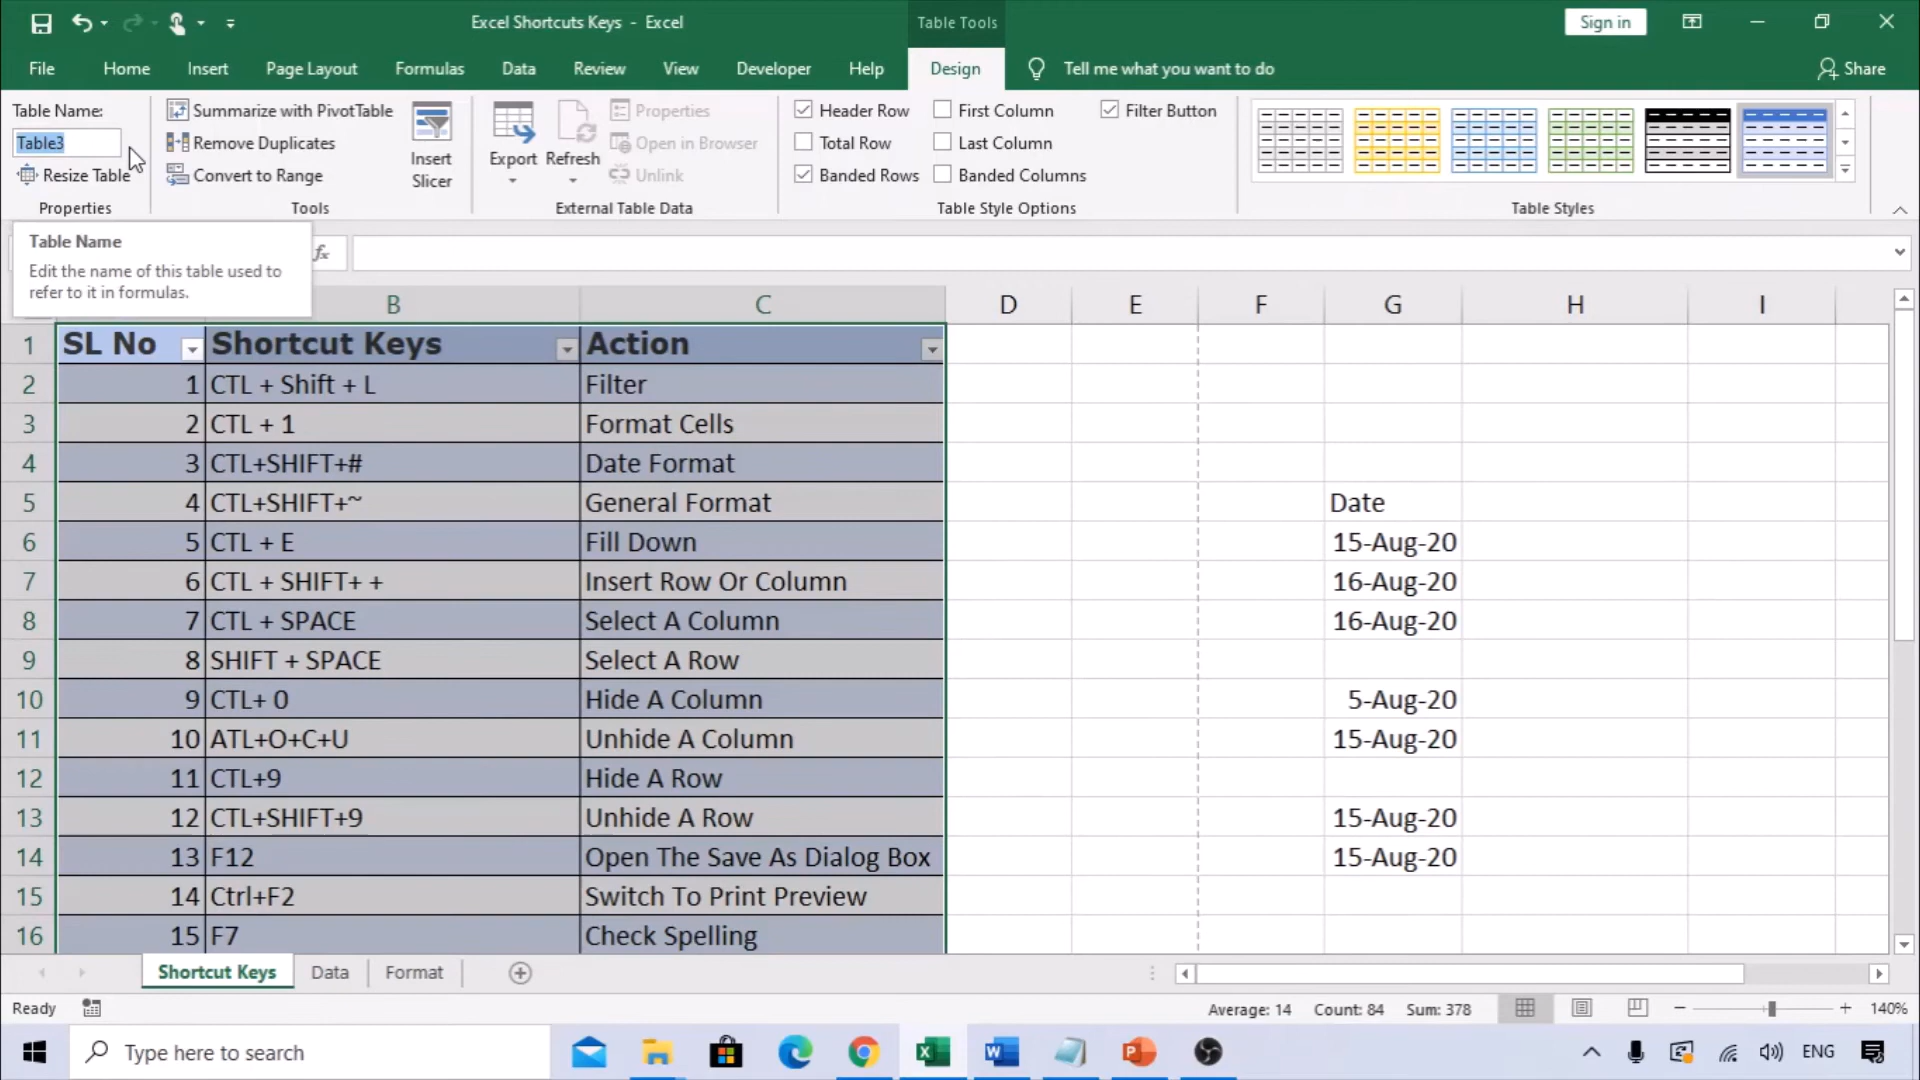 Excel Shortcuts Keys - Excel
Table Tools
Sign in
File Home Insert Page Layout Formulas Data Review View Developer Help Design Tell me what you want to do Share
Table Name:
Table3
Resize Table
Properties
Summarize with PivotTable
Remove Duplicates
Convert to Range
Insert
Slicer
Tools
Export
Refresh
Properties
Open in Browser
Unlink
External Table Data
Header Row
Total Row
Banded Rows
First Column
Last Column
Banded Columns
Filter Button
Table Style Options
Table Styles
Table Name
Edit the name of this table used to
refer to it in formulas.
fx
B C D E F G H I
1 SL No Shortcut Keys Action
2 1 CTL + Shift + L Filter
3 2 CTL + 1 Format Cells
4 3 CTL+SHIFT+# Date Format
5 4 CTL+SHIFT+~ General Format Date
6 5 CTL + E Fill Down 15-Aug-20
7 6 CTL + SHIFT+ + Insert Row Or Column 16-Aug-20
8 7 CTL + SPACE Select A Column 16-Aug-20
9 8 SHIFT + SPACE Select A Row
10 9 CTL+ 0 Hide A Column 5-Aug-20
11 10 ATL+O+C+U Unhide A Column 15-Aug-20
12 11 CTL+9 Hide A Row
13 12 CTL+SHIFT+9 Unhide A Row 15-Aug-20
14 13 F12 Open The Save As Dialog Box 15-Aug-20
15 14 Ctrl+F2 Switch To Print Preview
16 15 F7 Check Spelling
Shortcut Keys Data Format
Ready Average: 14 Count: 84 Sum: 378 140%
Type here to search ENG